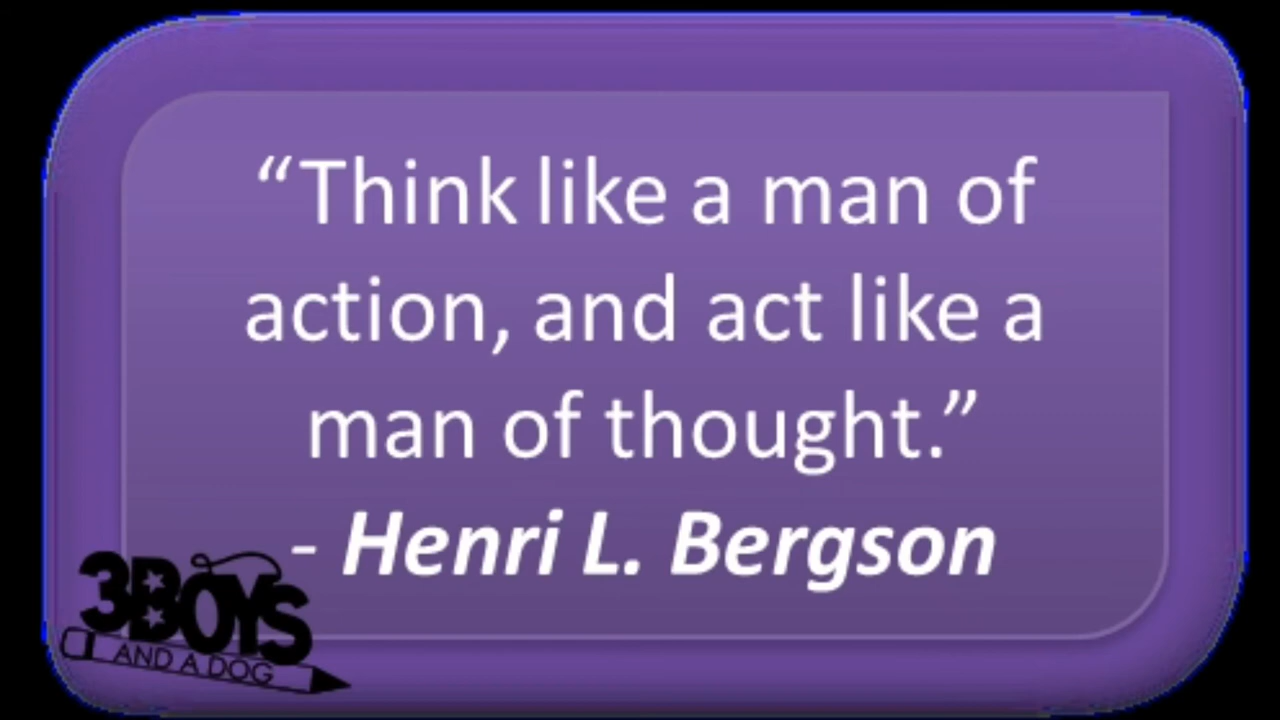 “Think like a man of
action, and act like a
man of thought.”
- Henri L. Bergson
3BOYS
AND A DOG